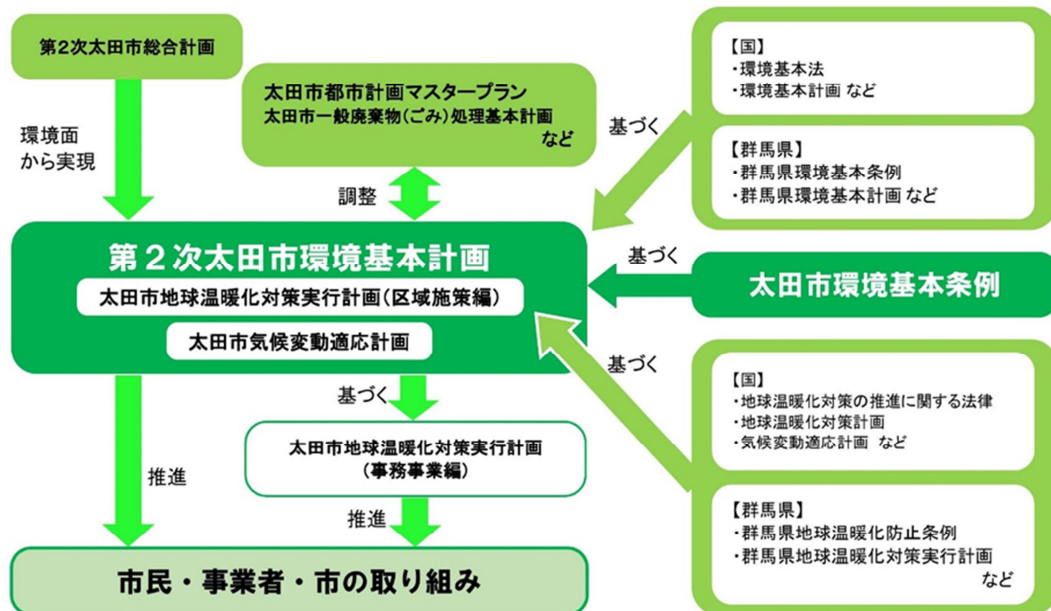 第2次太田市総合計画
環境面
から実現
太田市都市計画マスタープラン
太田市一般廃棄物(ごみ)処理基本計画
など
調整
【国】
・環境基本法
・環境基本計画 など
【群馬県】
・群馬県環境基本条例
・群馬県環境基本計画 など
基づく
第2次太田市環境基本計画
太田市地球温暖化対策実行計画(区域施策編)
太田市気候変動適応計画
基づく
太田市環境基本条例
基づく
【国】
・地球温暖化対策の推進に関する法律
・地球温暖化対策計画
・気候変動適応計画 など
【群馬県】
・群馬県地球温暖化防止条例
・群馬県地球温暖化対策実行計画
など
基づく
太田市地球温暖化対策実行計画
(事務事業編)
推進
推進
市民・事業者・市の取り組み